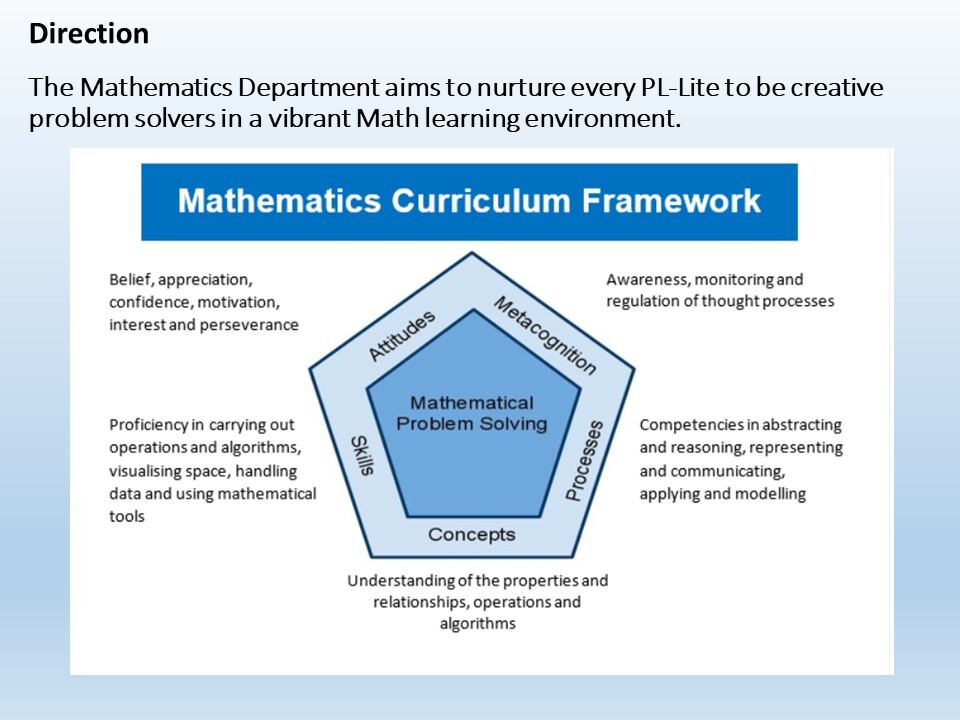 Direction
The Mathematics Department aims to nurture every PL-Lite to be creative
problem solvers in a vibrant Math learning environment.
Mathematics Curriculum Framework
Belief, appreciation,
confidence, motivation,
interest and perseverance
Awareness, monitoring and
regulation of thought processes
Attitudes
Metacognition
Mathematical
Problem Solving
Proficiency in carrying out
operations and algorithms,
visualising space, handling
data and using mathematical
tools
Skills
Processes
Competencies in abstracting
and reasoning, representing
and communicating,
applying and modelling
Concepts
Understanding of the properties and
relationships, operations and
algorithms